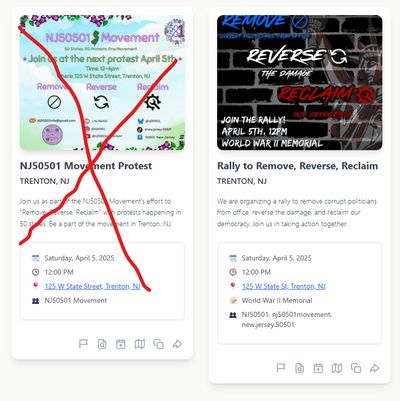 NJ50501 Movement
50 States. 50 Protests. One Movement.
Join us at the next protest April 5th
Time: 12-4pm
Where: 125 W State Street, Trenton, NJ
Remove
Reverse
Reclaim
NJ50501 Movement Protest
TRENTON, NJ
Join us as part of the NJ50501 Movement's effort to
"Remove, Reverse, Reclaim" with protests happening in
50 states. Be a part of the movement in Trenton, NJ.
Saturday, April 5, 2025
12:00 PM
125 W State Street, Trenton, NJ
NJ50501 Movement
REMOVE
REVERSE
THE DAMAGE
RECLAIM
OUR DEMOCRACY
JOIN THE RALLY!
APRIL 5TH, 12PM
WORLD WAR II MEMORIAL
Rally to Remove, Reverse, Reclaim
TRENTON, NJ
We are organizing a rally to remove corrupt politicians
from office, reverse the damage, and reclaim our
democracy. Join us in taking action together.
Saturday, April 5, 2025
12:00 PM
125 W State St, Trenton, NJ
World War II Memorial
NJ50501, nj50501movement,
new.jersey.50501